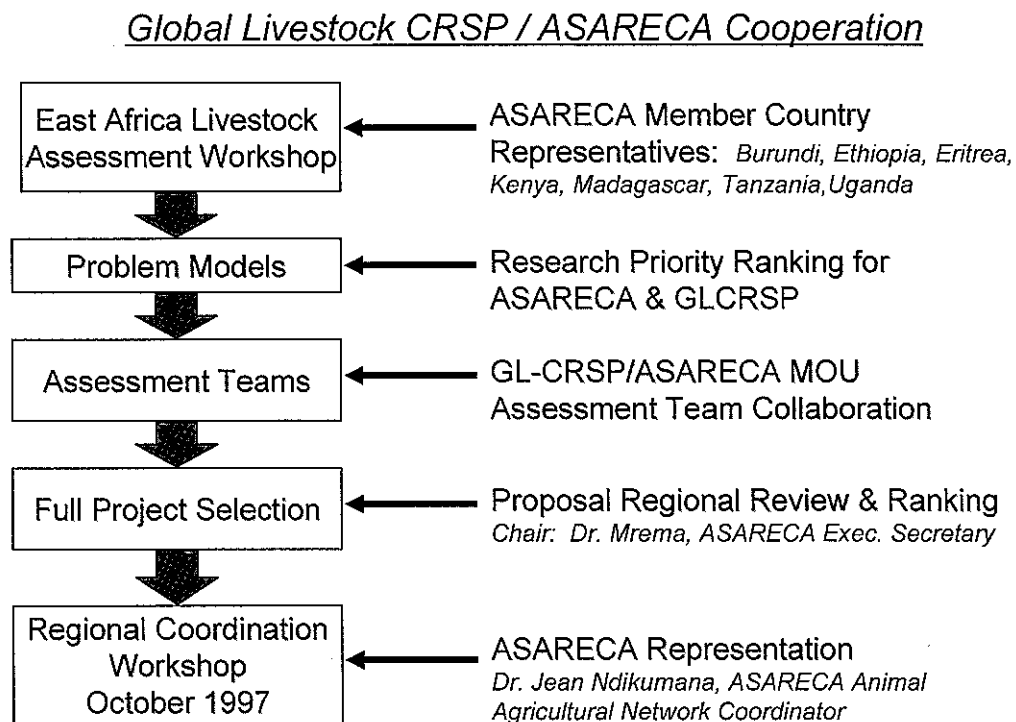 Global Livestock CRSP / ASARECA Cooperation
East Africa Livestock
Assessment Workshop
ASARECA Member Country
Representatives: Burundi, Ethiopia, Eritrea,
Kenya, Madagascar, Tanzania, Uganda
Problem Models
Research Priority Ranking for
ASARECA & GLCRSP
Assessment Teams
GL-CRSP/ASARECA MOU
Assessment Team Collaboration
Full Project Selection
Proposal Regional Review & Ranking
Chair: Dr. Mrema, ASARECA Exec. Secretary
Regional Coordination
Workshop
October 1997
ASARECA Representation
Dr. Jean Ndikumana, ASARECA Animal
Agricultural Network Coordinator